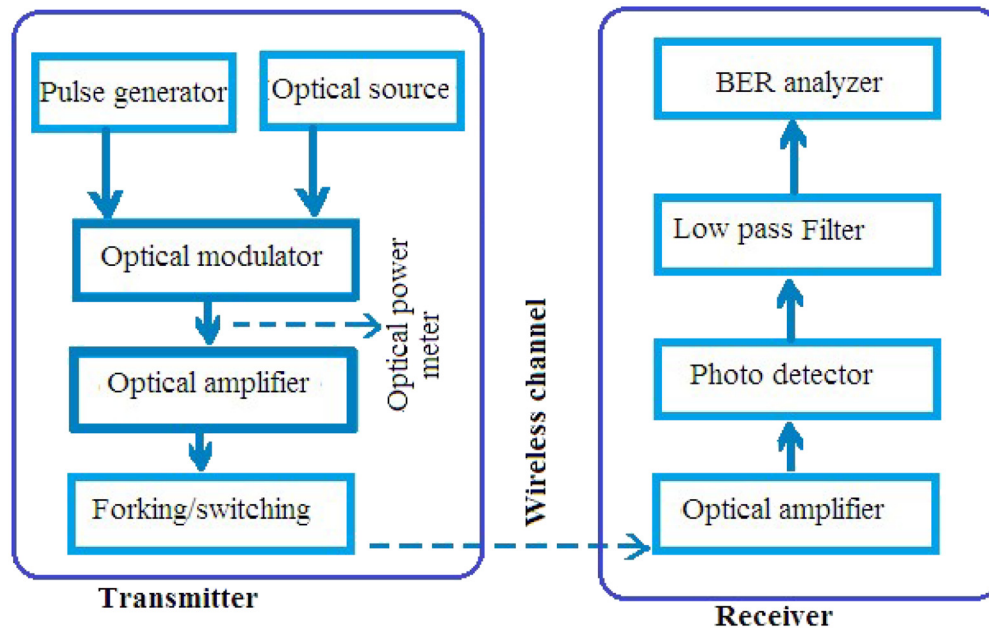 Pulse generator
Optical source
Optical modulator
Optical power
meter
Optical amplifier
Forking/switching
Transmitter
Wireless channel
BER analyzer
Low pass Filter
Photo detector
Optical amplifier
Receiver